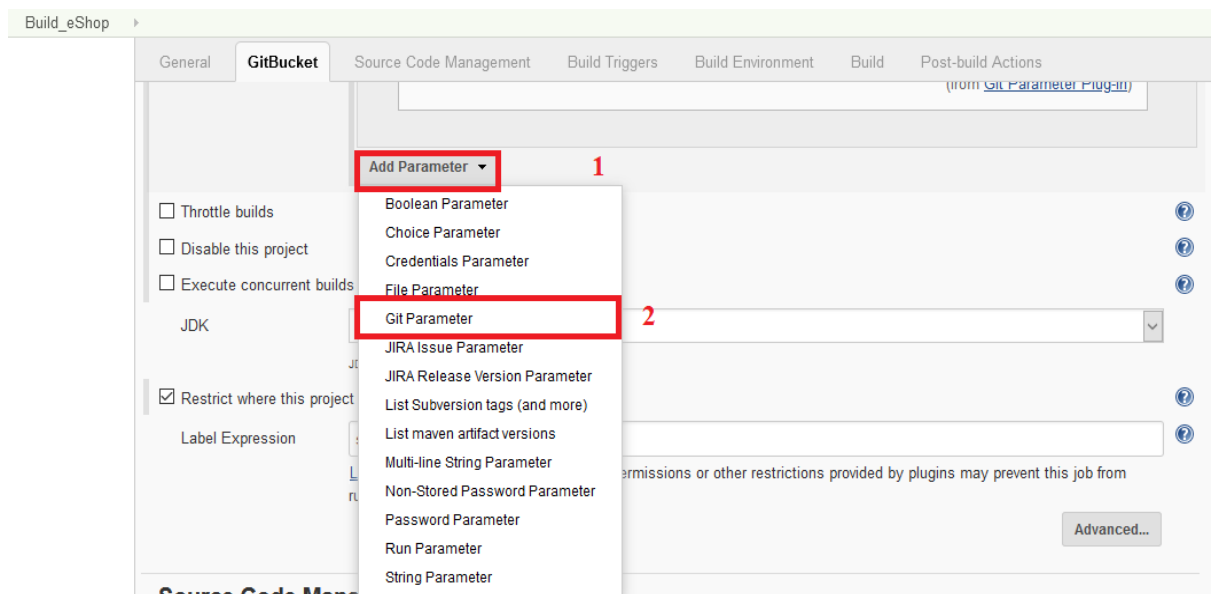 Build_eShop
General GitBucket Source Code Management Build Triggers Build Environment Build Post-build Actions
(from Git Parameter Plug-in)
Add Parameter 1
Boolean Parameter
Throttle builds
Choice Parameter
Disable this project
Credentials Parameter
Execute concurrent builds
File Parameter
Git Parameter 2
JDK
JIRA Issue Parameter
JIRA Release Version Parameter
Restrict where this project
List Subversion tags (and more)
Label Expression
List maven artifact versions
Multi-line String Parameter
ermissions or other restrictions provided by plugins may prevent this job from
Non-Stored Password Parameter
Password Parameter
Advanced...
Run Parameter
String Parameter
Source Code Mana